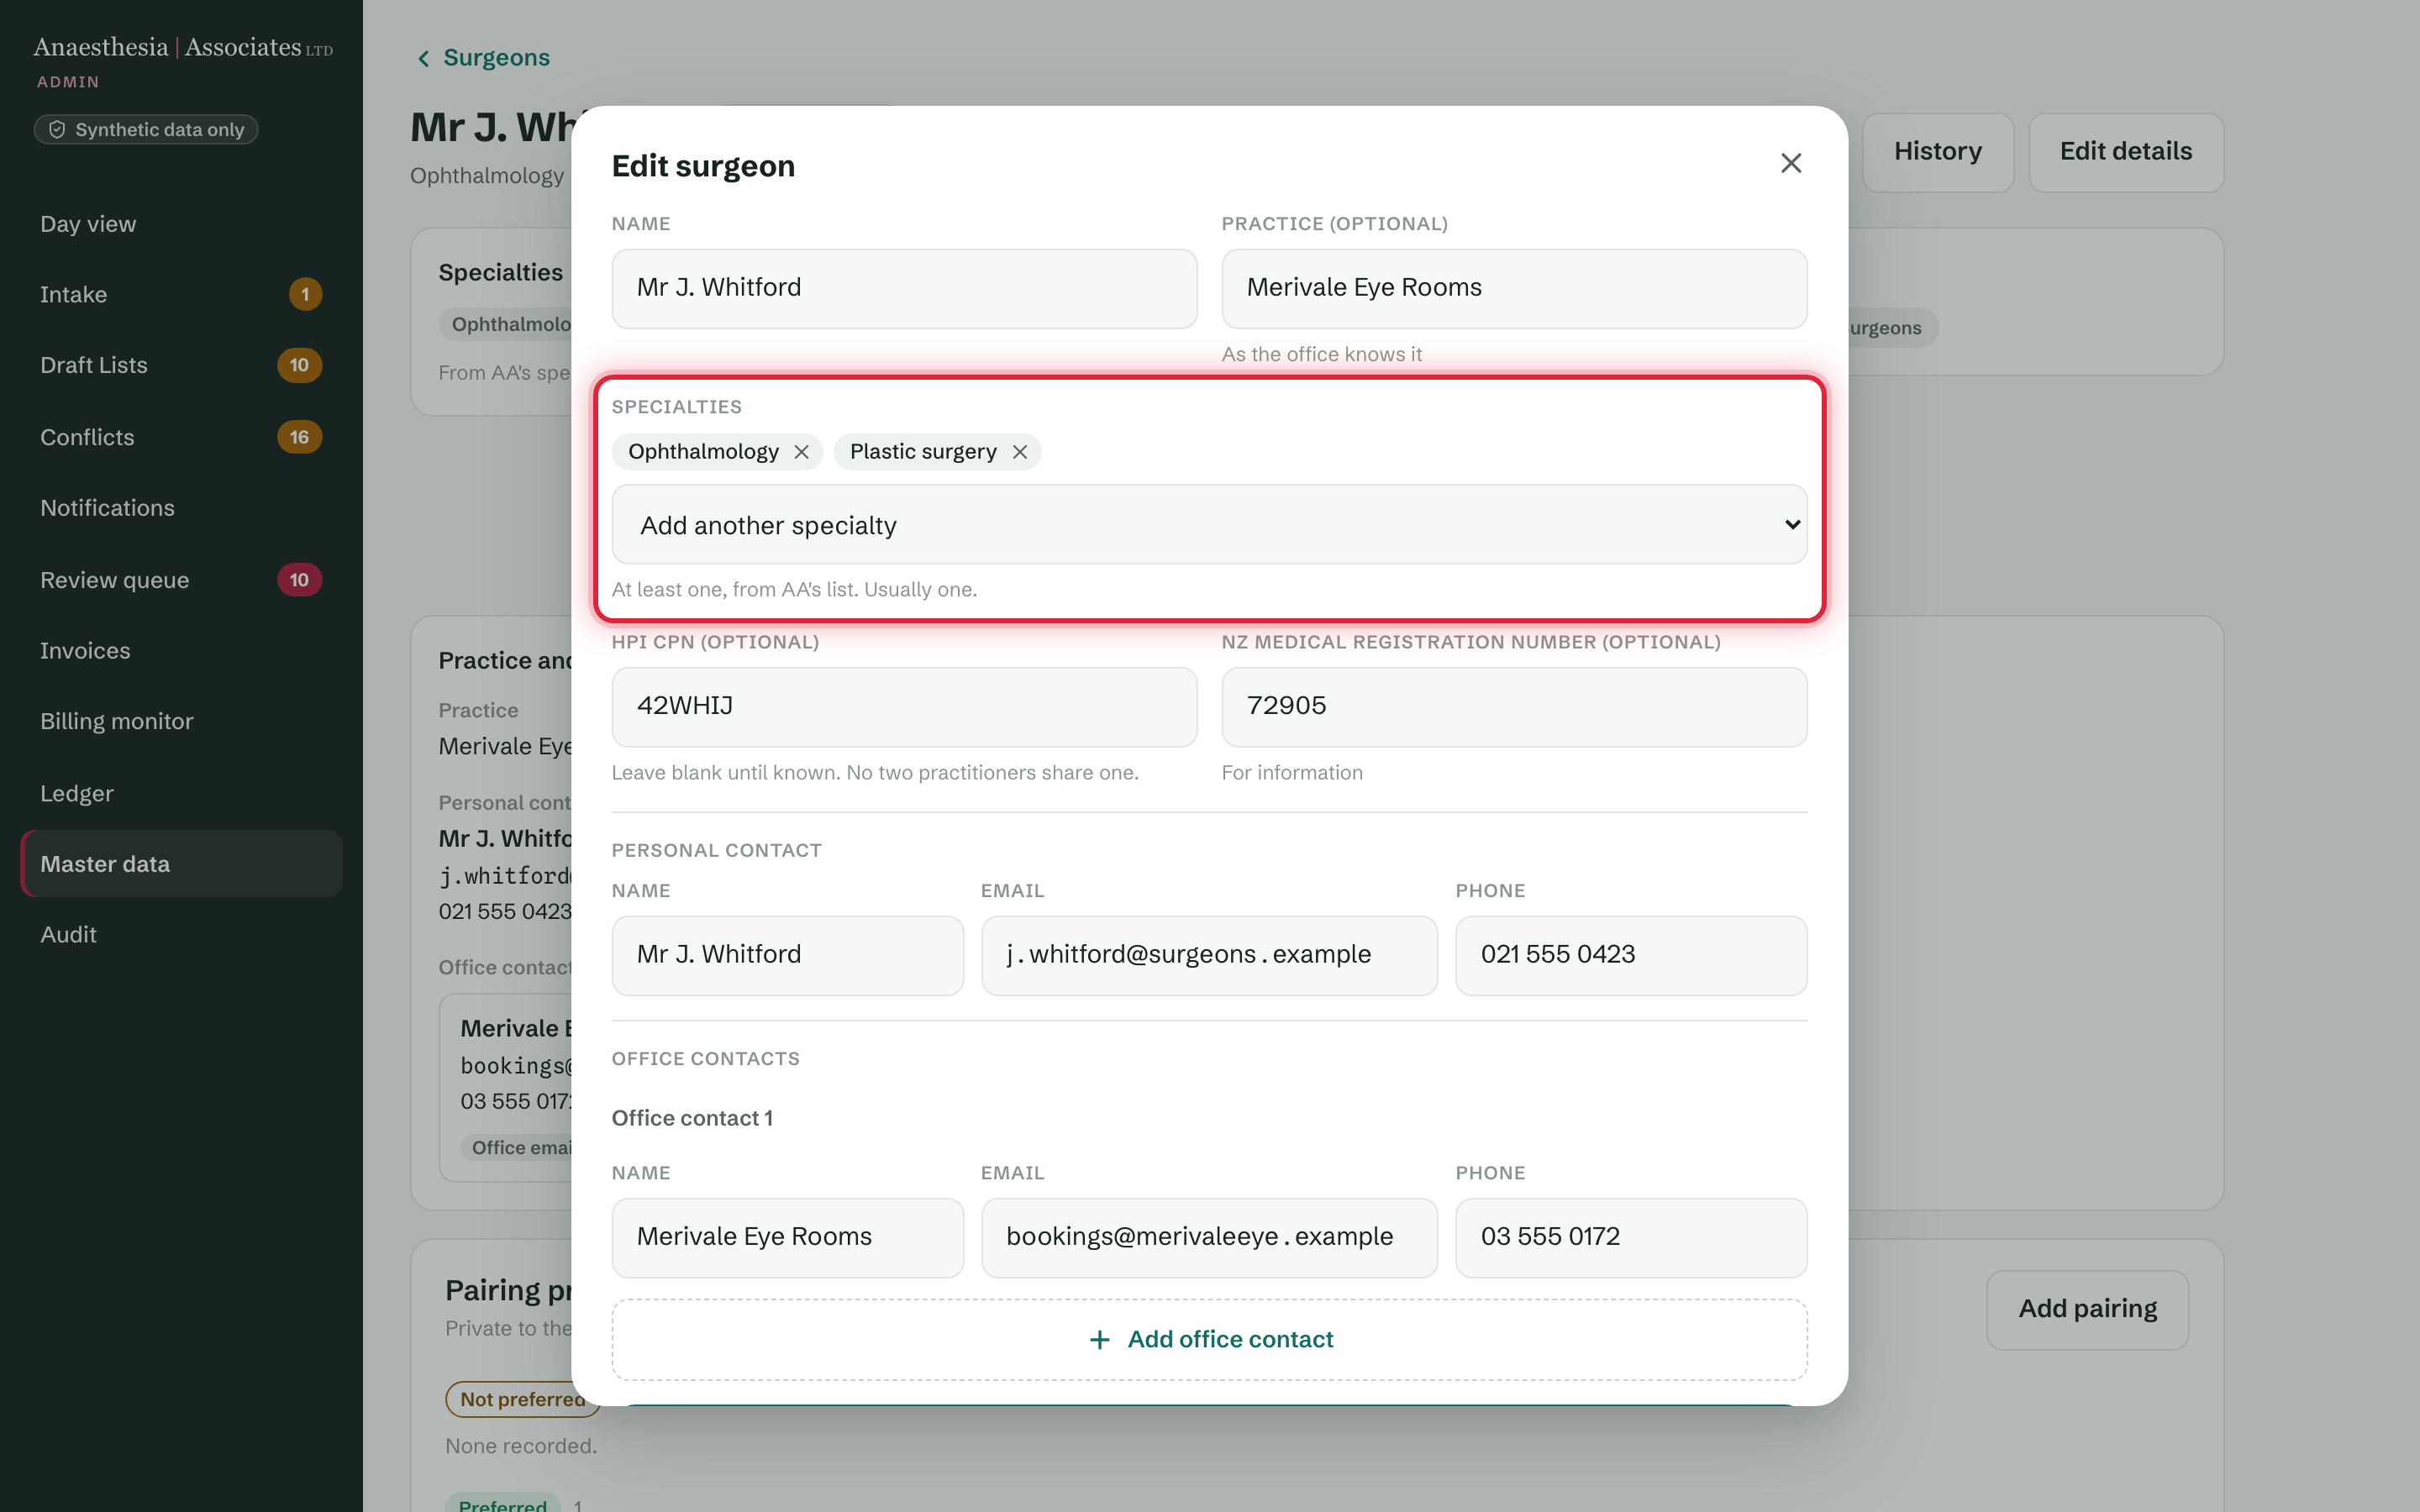 Anaesthesia | Associates LTD
ADMIN
Synthetic data only
Day view
Intake 1
Draft Lists 10
Conflicts 16
Notifications
Review queue 10
Invoices
Billing monitor
Ledger
Master data
Audit
Surgeons
Mr J. Wh
Ophthalmology
History
Edit details
Specialties
Ophthalmolo
From AA's spe
urgeons
Practice and
Practice
Merivale Eye
Personal cont
Mr J. Whitfo
j.whitford@
021 555 0423
Office contact
Merivale E
bookings@
03 555 0172
Office emai
Pairing pr
Private to the
Add pairing
Not preferred
None recorded.
Preferred 1
Edit surgeon
NAME
Mr J. Whitford
PRACTICE (OPTIONAL)
Merivale Eye Rooms
As the office knows it
SPECIALTIES
Ophthalmology
Plastic surgery
Add another specialty
At least one, from AA's list. Usually one.
HPI CPN (OPTIONAL)
42WHIJ
Leave blank until known. No two practitioners share one.
NZ MEDICAL REGISTRATION NUMBER (OPTIONAL)
72905
For information
PERSONAL CONTACT
NAME
Mr J. Whitford
EMAIL
j.whitford@surgeons.example
PHONE
021 555 0423
OFFICE CONTACTS
Office contact 1
NAME
Merivale Eye Rooms
EMAIL
bookings@merivaleeye.example
PHONE
03 555 0172
+ Add office contact